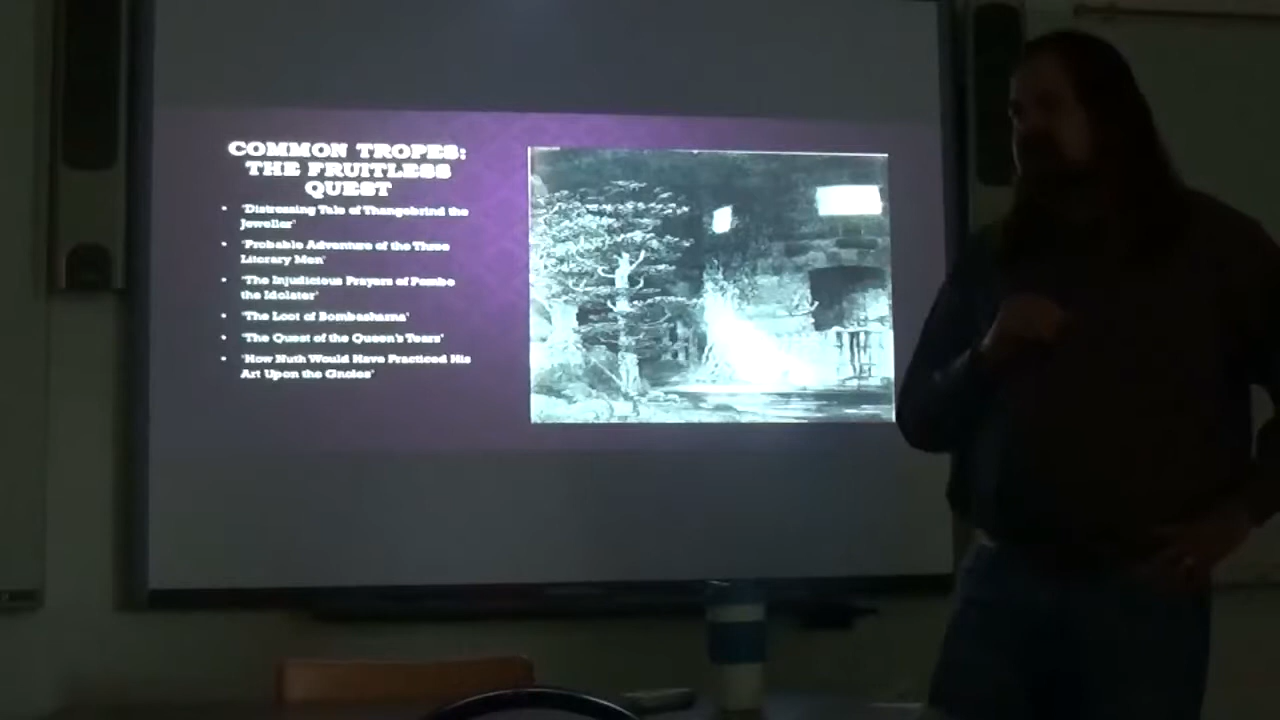 COMMON TROPES:
THE FRUITLESS
QUEST
• 'Distressing Tale of Thangobrind the
Jeweller'
• 'Probable Adventure of the Three
Literary Men'
• 'The Injudicious Prayers of Pombo
the Idolater'
• 'The Loot of Bombasharna'
• 'The Quest of the Queen's Tears'
• 'How Nuth Would Have Practiced His
Art Upon the Gnoles'